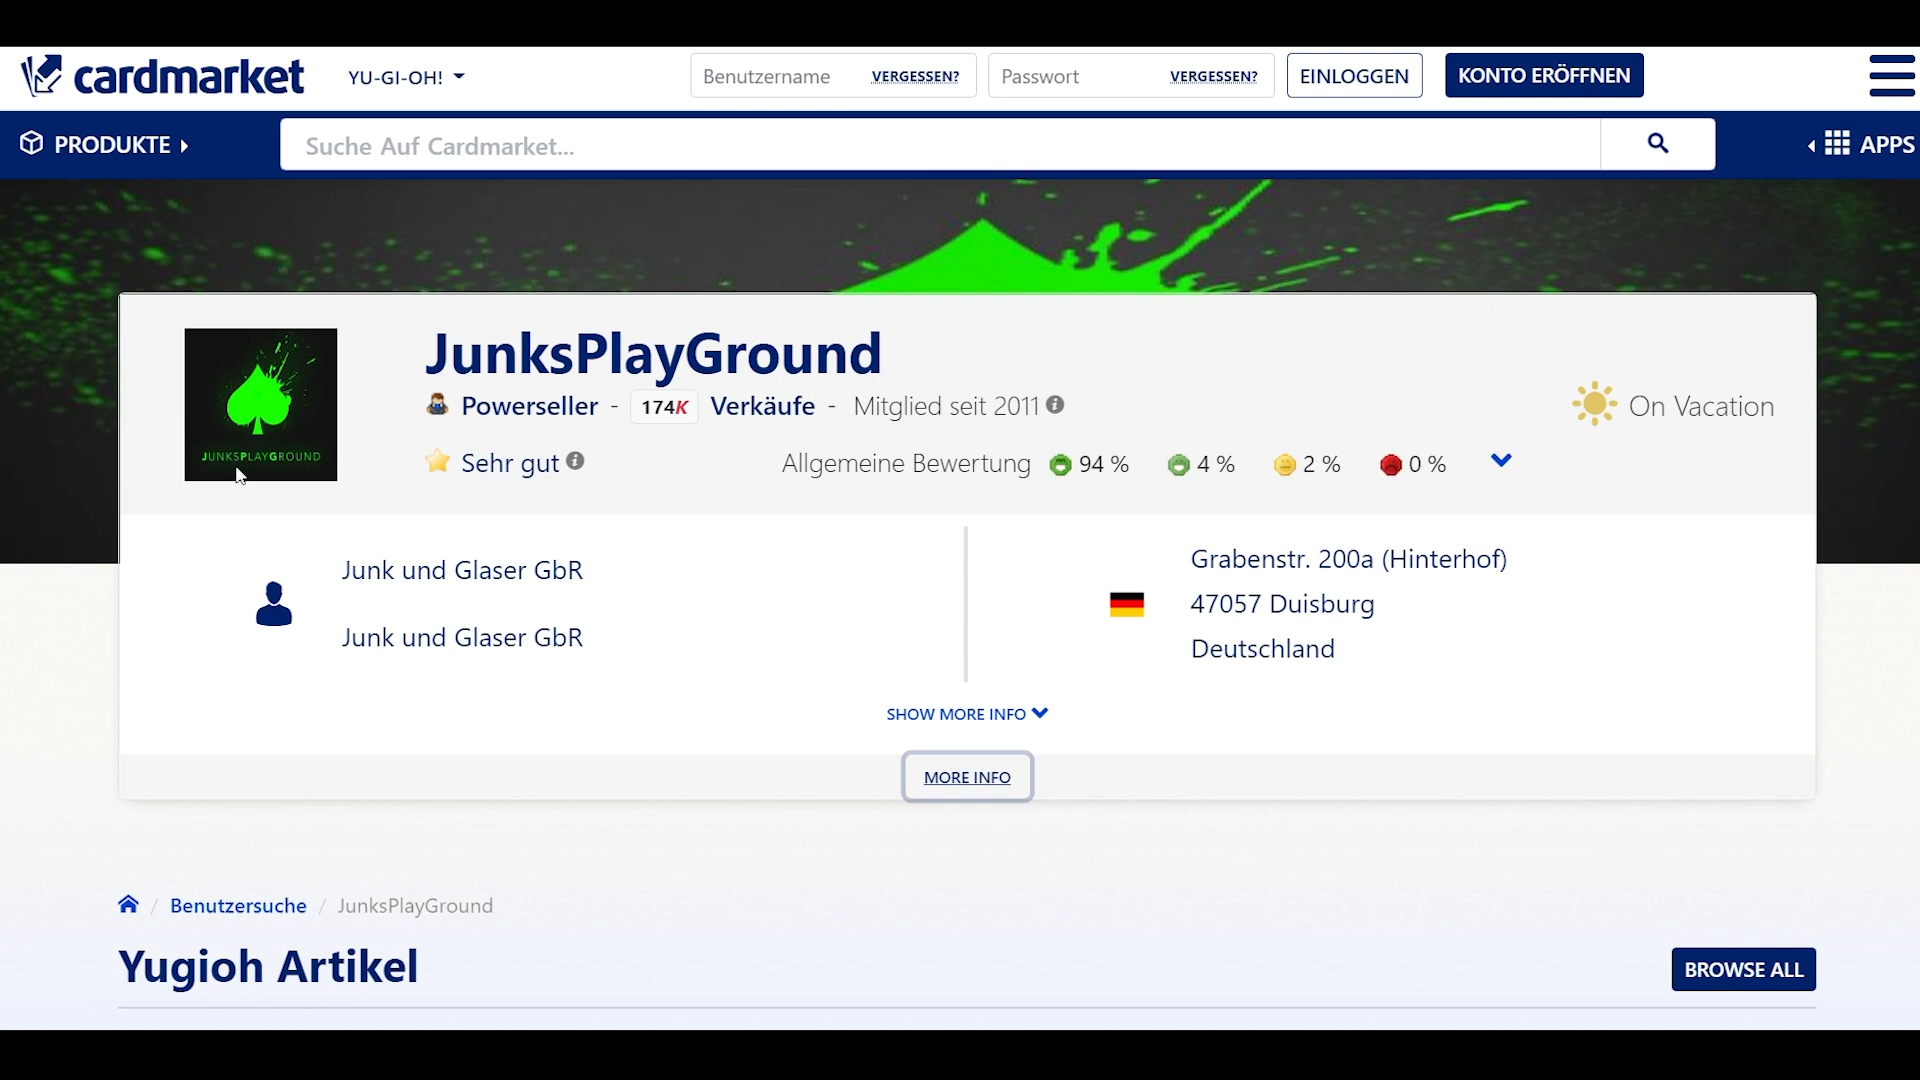 cardmarket
YU-GI-OH!
Benutzername VERGESSEN?
Passwort VERGESSEN?
EINLOGGEN
KONTO ERÖFFNEN
PRODUKTE
Suche Auf Cardmarket...
APPS
JUNKSPLAYGROUND
JunksPlayGround
Powerseller - 174K Verkäufe - Mitglied seit 2011
On Vacation
Sehr gut
Allgemeine Bewertung 94 % 4 % 2 % 0 %
Junk und Glaser GbR
Junk und Glaser GbR
Grabenstr. 200a (Hinterhof)
47057 Duisburg
Deutschland
SHOW MORE INFO
MORE INFO
/ Benutzersuche / JunksPlayGround
Yugioh Artikel
BROWSE ALL